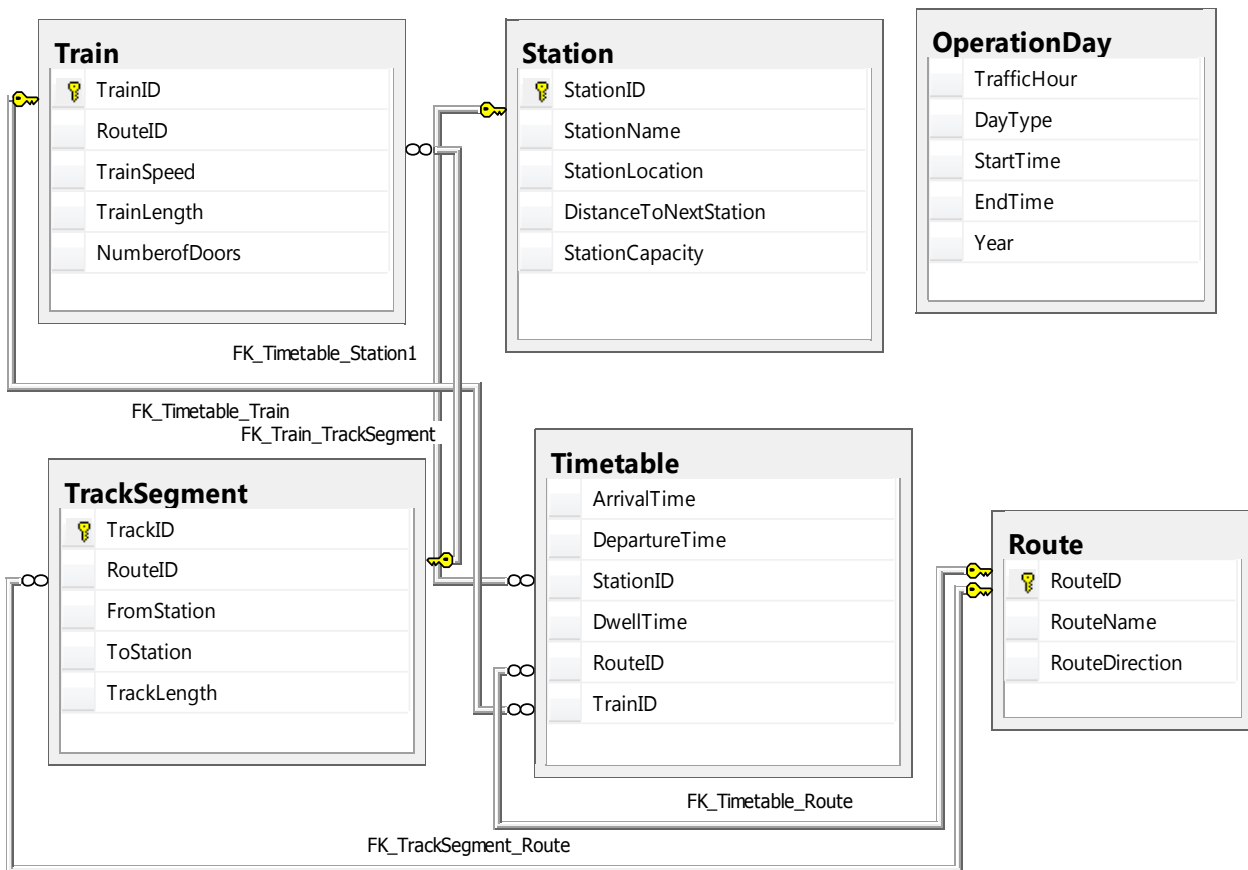 Train
TrainID
RouteID
TrainSpeed
TrainLength
NumberofDoors
Station
StationID
StationName
StationLocation
DistanceToNextStation
StationCapacity
OperationDay
TrafficHour
DayType
StartTime
EndTime
Year
FK_Timetable_Station1
FK_Timetable_Train
FK_Train_TrackSegment
TrackSegment
TrackID
RouteID
FromStation
ToStation
TrackLength
Timetable
ArrivalTime
DepartureTime
StationID
DwellTime
RouteID
TrainID
Route
RouteID
RouteName
RouteDirection
FK_Timetable_Route
FK_TrackSegment_Route